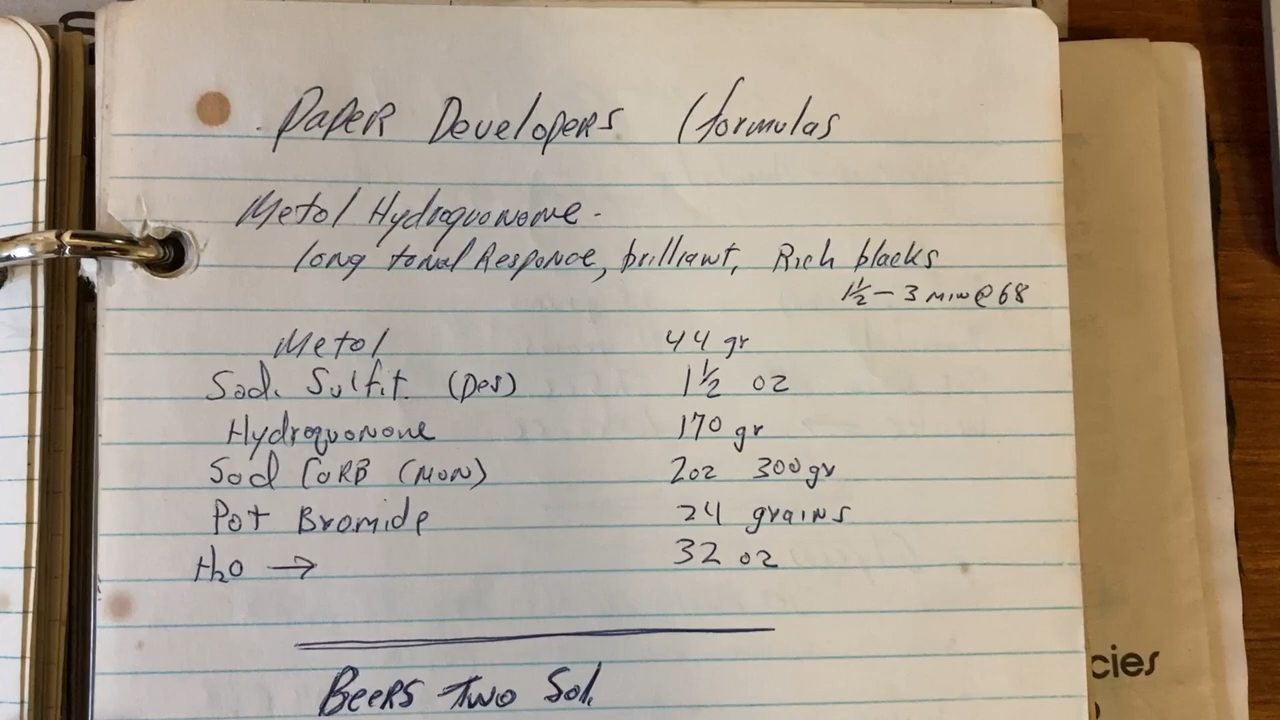 Paper Developers (formulas
Metol Hydroquonone.
long tonal Responce, brilliant, Rich blacks
1½ - 3 min @ 68
Metol 44 gr
Sod. Sulfit. (Des) 1½ oz
Hydroquonone 170 gr
Sod Carb (mon) 2oz 300gr
Pot Bromide 24 grains
H₂O → 32 oz
Beers Two Sol.
cies